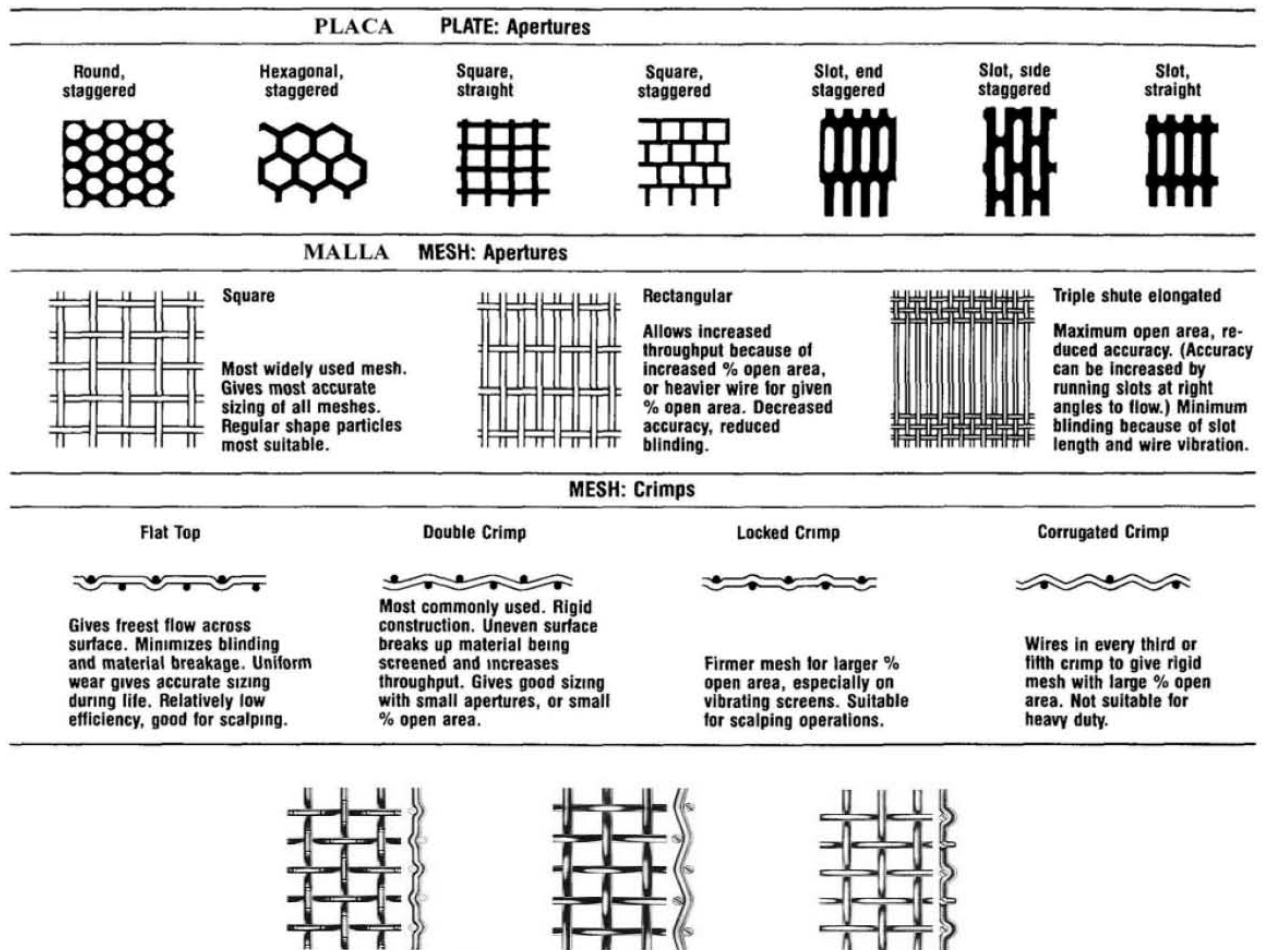 PLACA PLATE: Apertures
Round,
staggered
Hexagonal,
staggered
Square,
straight
Square,
staggered
Slot, end
staggered
Slot, side
staggered
Slot,
straight
MALLA MESH: Apertures
Square
Most widely used mesh.
Gives most accurate
sizing of all meshes.
Regular shape particles
most suitable.
Rectangular
Allows increased
throughput because of
increased % open area,
or heavier wire for given
% open area. Decreased
accuracy, reduced
blinding.
Triple shute elongated
Maximum open area, re-
duced accuracy. (Accuracy
can be increased by
running slots at right
angles to flow.) Minimum
blinding because of slot
length and wire vibration.
MESH: Crimps
Flat Top
Gives freest flow across
surface. Minimizes blinding
and material breakage. Uniform
wear gives accurate sizing
during life. Relatively low
efficiency, good for scalping.
Double Crimp
Most commonly used. Rigid
construction. Uneven surface
breaks up material being
screened and increases
throughput. Gives good sizing
with small apertures, or small
% open area.
Locked Crimp
Firmer mesh for larger %
open area, especially on
vibrating screens. Suitable
for scalping operations.
Corrugated Crimp
Wires in every third or
fifth crimp to give rigid
mesh with large % open
area. Not suitable for
heavy duty.